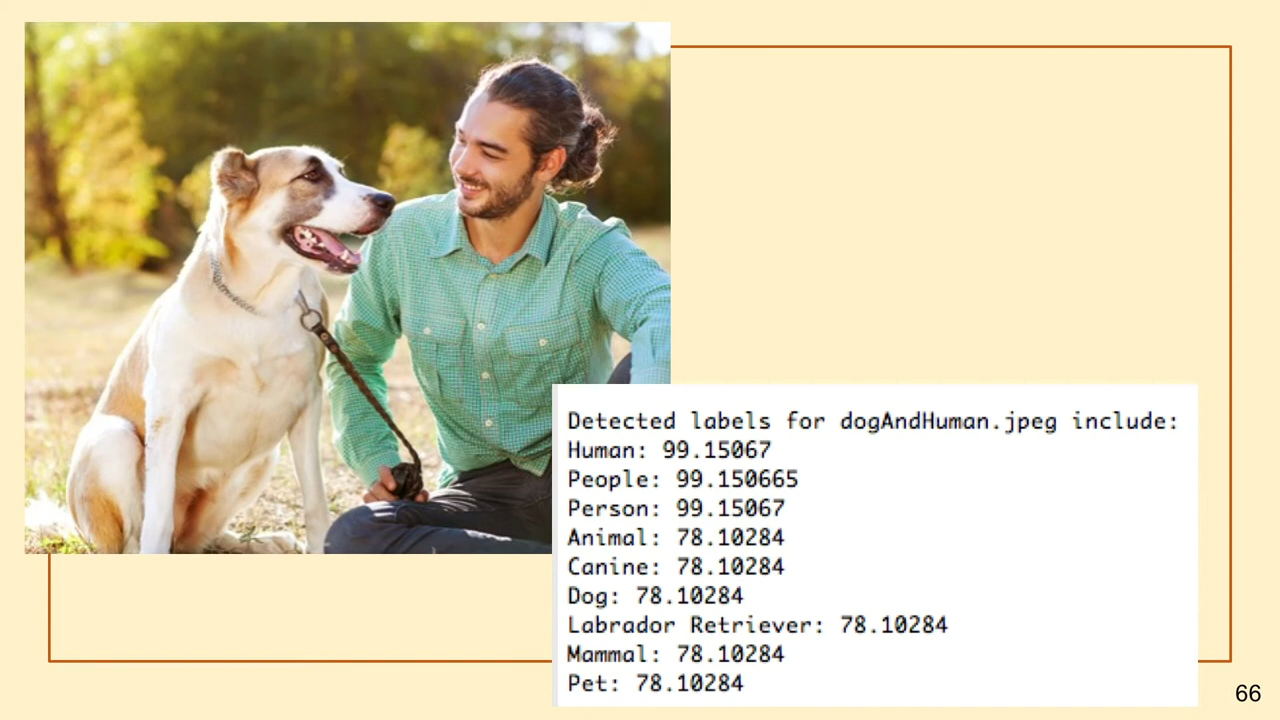 Detected labels for dogAndHuman.jpeg include:
Human: 99.15067
People: 99.150665
Person: 99.15067
Animal: 78.10284
Canine: 78.10284
Dog: 78.10284
Labrador Retriever: 78.10284
Mammal: 78.10284
Pet: 78.10284
66